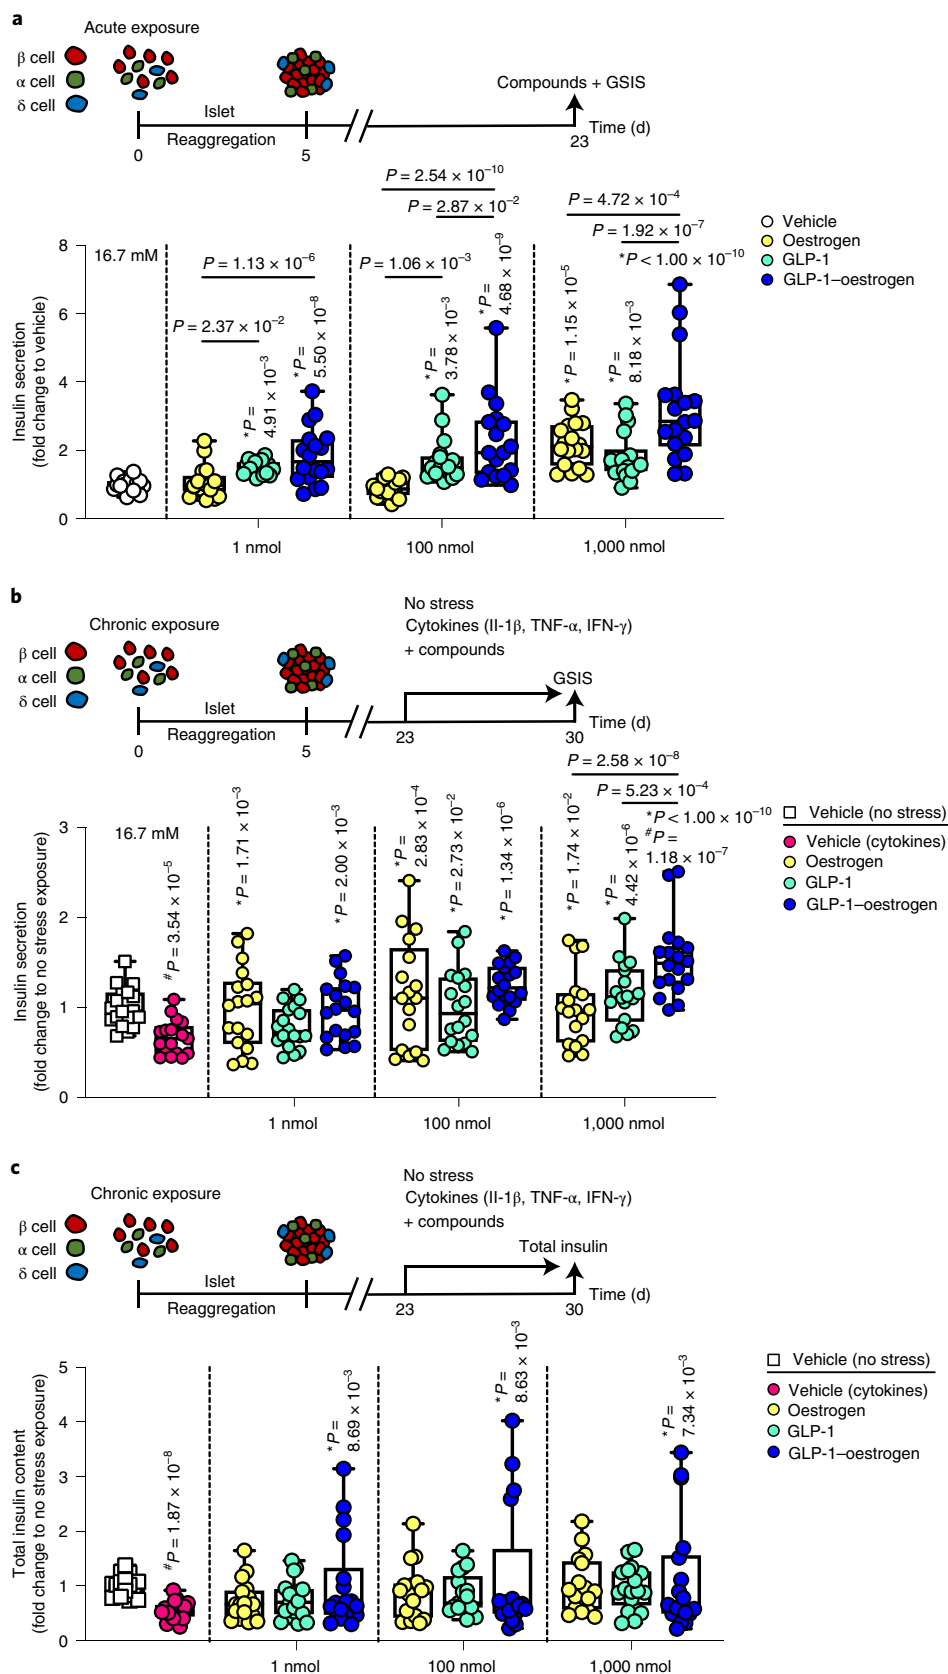 a
Acute exposure
β cell
α cell
δ cell
Islet
Reaggregation
0
5
Compounds + GSIS
Time (d)
23
P = 2.54 × 10⁻¹⁰
P = 2.87 × 10⁻²
P = 4.72 × 10⁻⁴
P = 1.92 × 10⁻⁷
*P < 1.00 × 10⁻¹⁰
Vehicle
Oestrogen
GLP-1
GLP-1–oestrogen
Insulin secretion
(fold change to vehicle)
8
6
4
2
0
16.7 mM
P = 1.13 × 10⁻⁶
P = 2.37 × 10⁻²
*P =
4.91 × 10⁻³
*P =
5.50 × 10⁻⁸
P = 1.06 × 10⁻³
*P =
3.78 × 10⁻³
*P =
4.68 × 10⁻⁹
*P = 1.15 × 10⁻⁵
*P =
8.18 × 10⁻³
1 nmol
100 nmol
1,000 nmol
b
Chronic exposure
β cell
α cell
δ cell
Islet
Reaggregation
0
5
No stress
Cytokines (Il-1β, TNF-α, IFN-γ)
+ compounds
GSIS
23
30
Time (d)
P = 2.58 × 10⁻⁸
P = 5.23 × 10⁻⁴
*P < 1.00 × 10⁻¹⁰
#P =
1.18 × 10⁻⁷
Vehicle (no stress)
Vehicle (cytokines)
Oestrogen
GLP-1
GLP-1–oestrogen
Insulin secretion
(fold change to no stress exposure)
3
2
1
0
16.7 mM
#P = 3.54 × 10⁻⁵
*P = 1.71 × 10⁻³
*P = 2.00 × 10⁻³
*P =
2.83 × 10⁻⁴
*P = 2.73 × 10⁻²
*P = 1.34 × 10⁻⁶
*P = 1.74 × 10⁻²
*P =
4.42 × 10⁻⁶
1 nmol
100 nmol
1,000 nmol
c
Chronic exposure
β cell
α cell
δ cell
Islet
Reaggregation
0
5
No stress
Cytokines (Il-1β, TNF-α, IFN-γ)
+ compounds
Total insulin
23
30
Time (d)
Vehicle (no stress)
Vehicle (cytokines)
Oestrogen
GLP-1
GLP-1–oestrogen
Total insulin content
(fold change to no stress exposure)
5
4
3
2
1
0
#P = 1.87 × 10⁻⁸
*P =
8.69 × 10⁻³
*P =
8.63 × 10⁻³
*P =
7.34 × 10⁻³
1 nmol
100 nmol
1,000 nmol